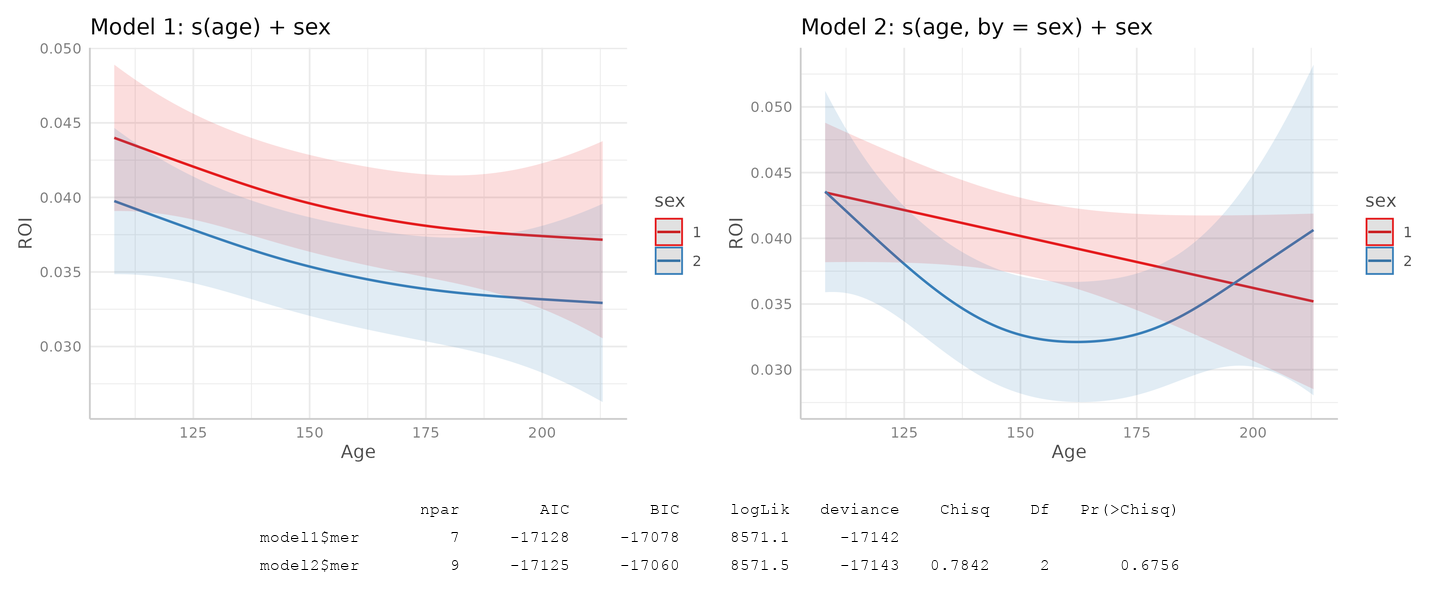 Model 1: s(age) + sex
0.050
0.045
0.040
0.035
0.030
ROI
125 150 175 200
Age
sex
1
2
Model 2: s(age, by = sex) + sex
0.050
0.045
0.040
0.035
0.030
ROI
125 150 175 200
Age
sex
1
2
npar AIC BIC logLik deviance Chisq Df Pr(>Chisq)
model1$mer 7 -17128 -17078 8571.1 -17142
model2$mer 9 -17125 -17060 8571.5 -17143 0.7842 2 0.6756